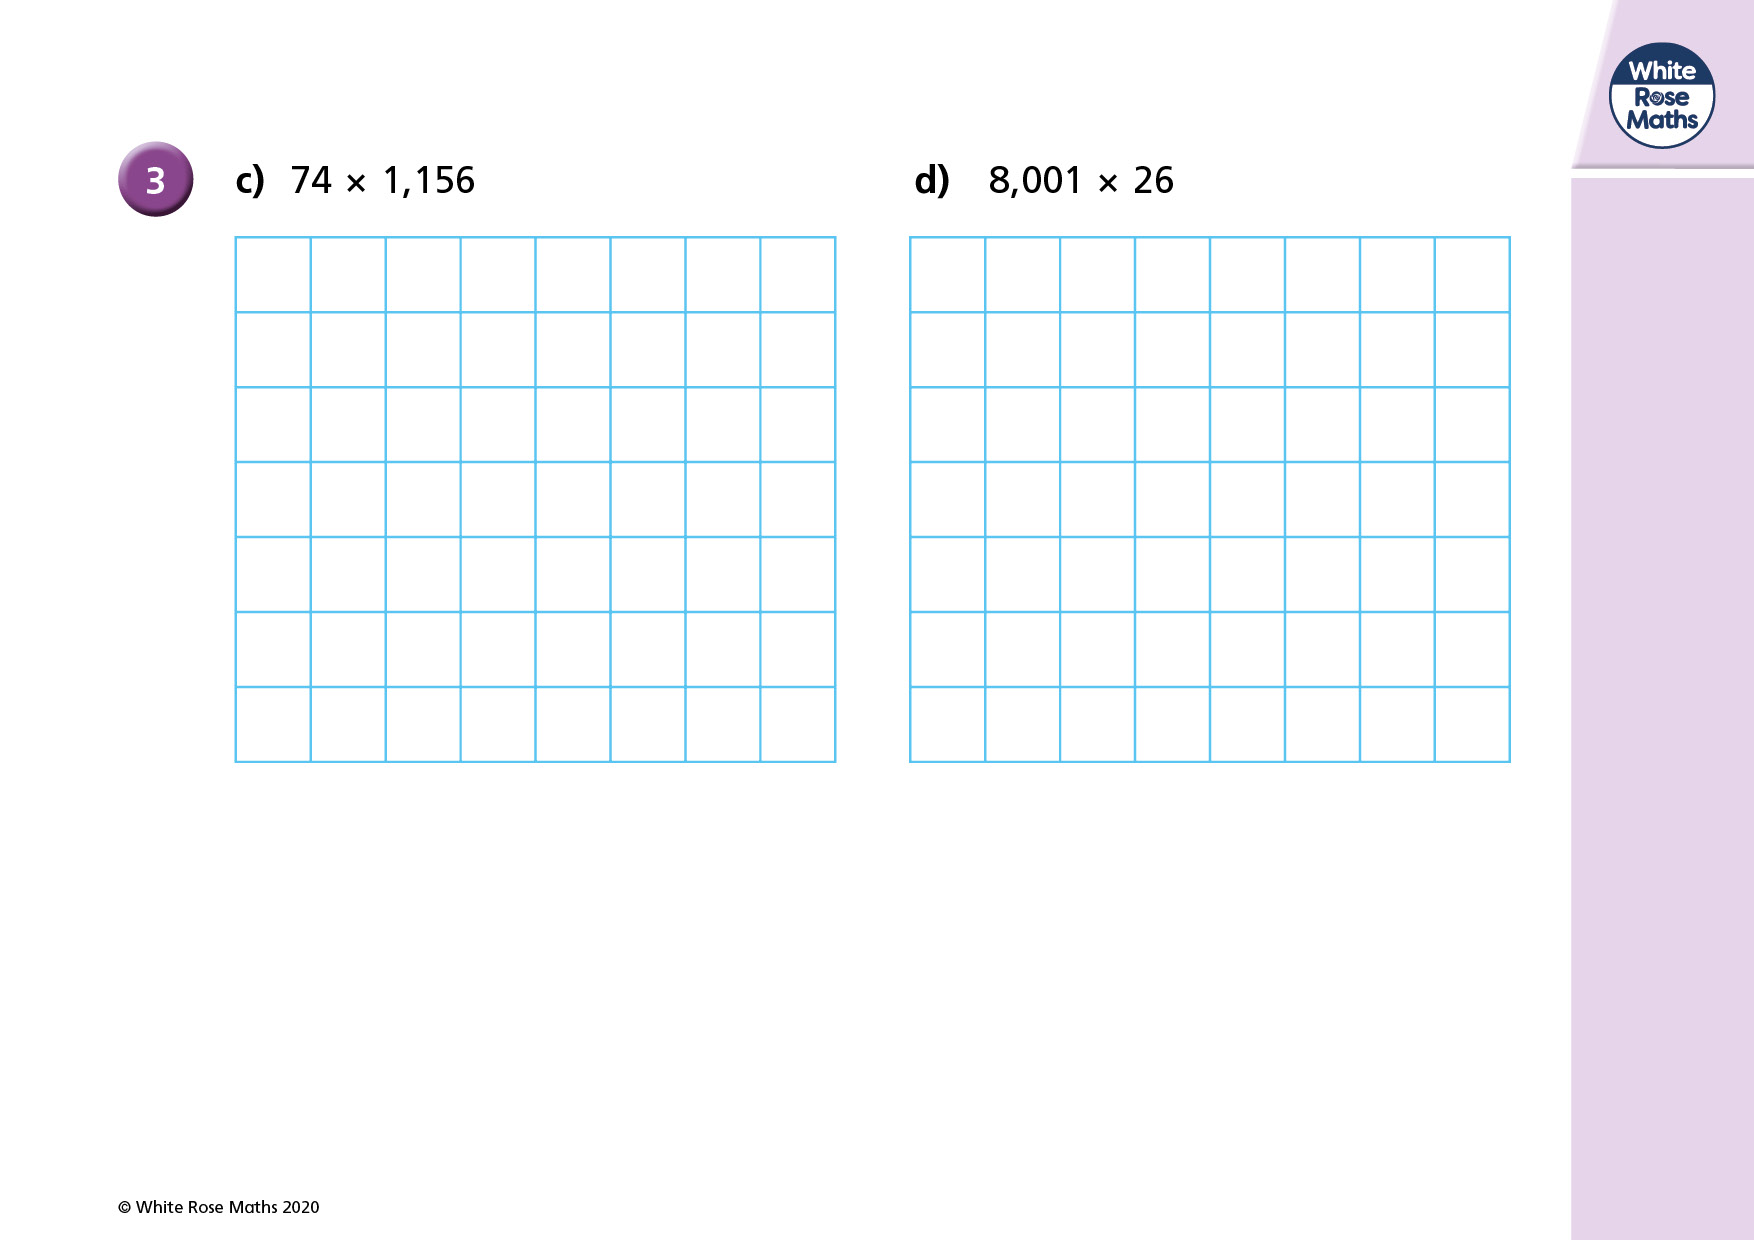 White
Rose
Maths
3 c) 74 × 1,156 d) 8,001 × 26
© White Rose Maths 2020